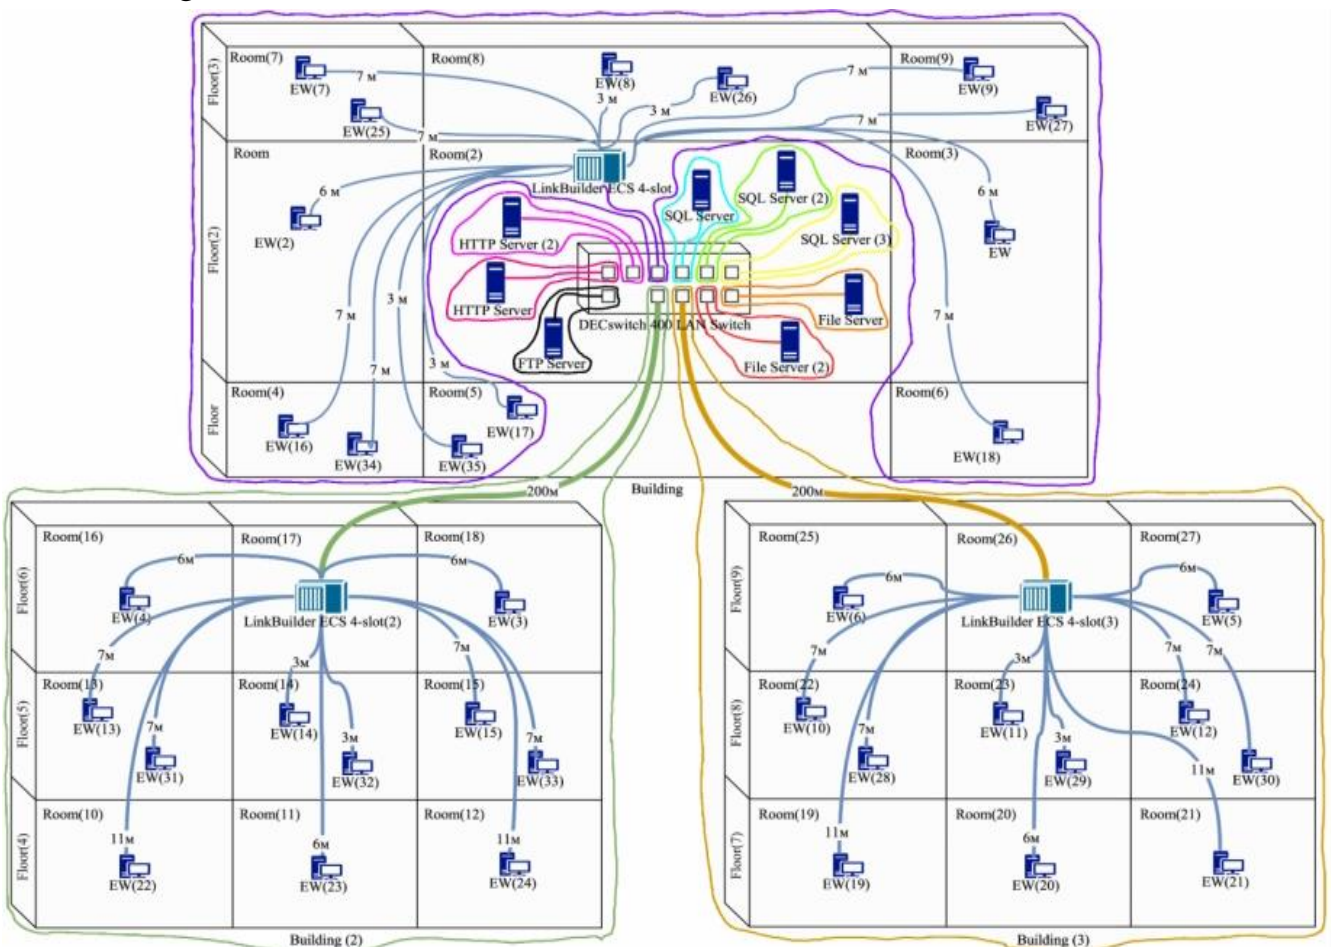 Room(7)
Room(8)
Room(9)
Floor(3)
EW(7)
7 м
EW(8)
3 м
3 м
EW(26)
7 м
EW(9)
EW(25)
7 м
7 м
EW(27)
Room
Room(2)
Room(3)
Floor(2)
LinkBuilder ECS 4-slot
6 м
EW(2)
HTTP Server (2)
SQL Server
SQL Server (2)
SQL Server (3)
6 м
EW
HTTP Server
7 м
3 м
7 м
FTP Server
DECswitch 400 LAN Switch
File Server
File Server (2)
7 м
3 м
Floor
Room(4)
Room(5)
Room(6)
EW(16)
EW(34)
EW(35)
EW(17)
EW(18)
200м
Building
200м
Room(16)
Room(17)
Room(18)
Floor(6)
6м
6м
EW(4)
LinkBuilder ECS 4-slot(2)
EW(3)
7м
3м
7м
Room(13)
Room(14)
Room(15)
Floor(5)
EW(13)
7м
EW(14)
3м
EW(15)
7м
EW(31)
EW(32)
EW(33)
Room(10)
Room(11)
Room(12)
Floor(4)
11м
6м
11м
EW(22)
EW(23)
EW(24)
Building (2)
Room(25)
Room(26)
Room(27)
Floor(9)
6м
6м
EW(6)
LinkBuilder ECS 4-slot(3)
EW(5)
7м
3м
7м
7м
Room(22)
Room(23)
Room(24)
Floor(8)
EW(10)
7м
EW(11)
3м
EW(12)
EW(28)
EW(29)
11м
EW(30)
Room(19)
Room(20)
Room(21)
Floor(7)
11м
6м
EW(19)
EW(20)
EW(21)
Building (3)